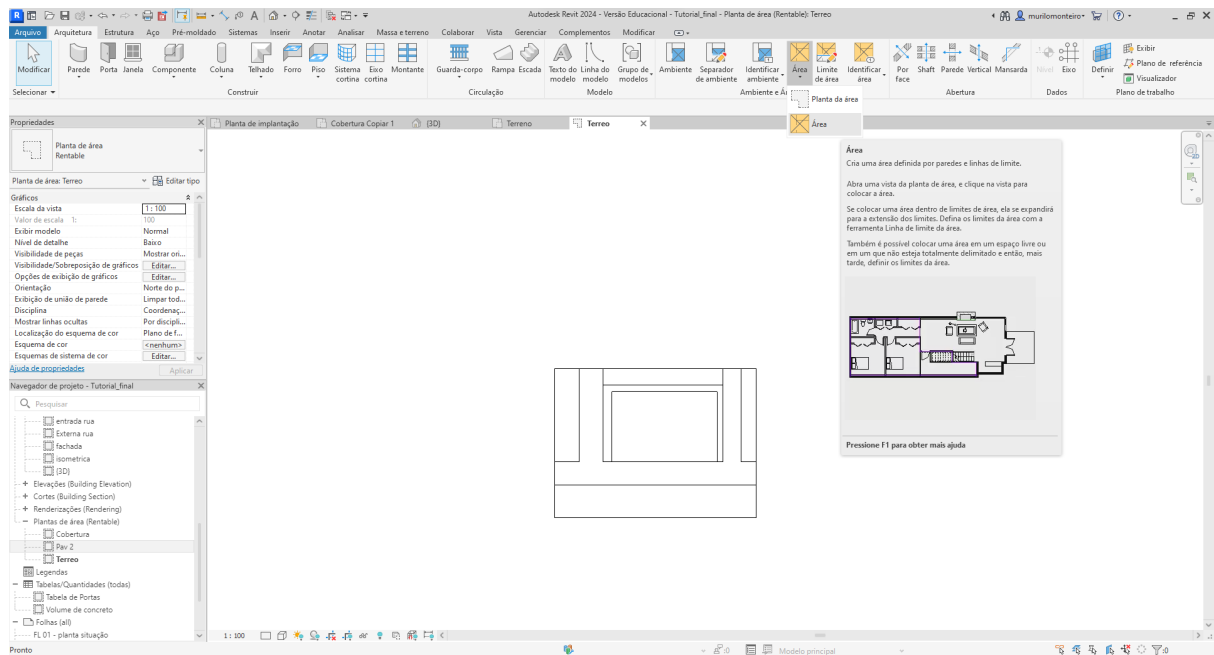 Autodesk Revit 2024 - Versão Educacional - Tutorial_final - Planta de área (Rentable): Terreo
murilomonteiro
Arquivo Arquitetura Estrutura Aço Pré-moldado Sistemas Inserir Anotar Analisar Massa e terreno Colaborar Vista Gerenciar Complementos Modificar
Modificar
Parede Porta Janela Componente Coluna Telhado Forro Piso Sistema cortina Eixo cortina Montante
Guarda-corpo Rampa Escada
Texto do modelo Linha do modelo Grupo de modelos
Ambiente Separador de ambiente Identificar ambiente Área Limite de área Identificar área
Por face Shaft Parede Vertical Mansarda
Nível Eixo
Definir
Exibir
Plano de referência
Visualizador
Selecionar Construir Circulação Modelo Ambiente e Á Abertura Dados Plano de trabalho
Planta da área
Área
Propriedades
Planta de implantação Cobertura Copiar 1 (3D) Terreno Terreo
Planta de área
Rentable
Planta de área: Terreo Editar tipo
Gráficos
Escala da vista 1 : 100
Valor de escala 1: 100
Exibir modelo Normal
Nível de detalhe Baixo
Visibilidade de peças Mostrar ori...
Visibilidade/Sobreposição de gráficos Editar...
Opções de exibição de gráficos Editar...
Orientação Norte do p...
Exibição de união de parede Limpar tod...
Disciplina Coordenaç...
Mostrar linhas ocultas Por discipli...
Localização do esquema de cor Plano de f...
Esquema de cor <nenhum>
Esquemas de sistema de cor Editar...
Ajuda de propriedades Aplicar
Navegador de projeto - Tutorial_final
Pesquisar
entrada rua
Externa rua
fachada
isometrica
(3D)
Elevações (Building Elevation)
Cortes (Building Section)
Renderizações (Rendering)
Plantas de área (Rentable)
Cobertura
Pav 2
Terreo
Legendas
Tabelas/Quantidades (todas)
Tabela de Portas
Volume de concreto
Folhas (all)
FL 01 - planta situação
Área
Cria uma área definida por paredes e linhas de limite.
Abra uma vista da planta de área, e clique na vista para
colocar a área.
Se colocar uma área dentro de limites de área, ela se expandirá
para a extensão dos limites. Defina os limites da área com a
ferramenta Linha de limite da área.
Também é possível colocar uma área em um espaço livre ou
em um que não esteja totalmente delimitado e então, mais
tarde, definir os limites da área.
Pressione F1 para obter mais ajuda
2D
1 : 100
Pronto
:0
Modelo principal
:0